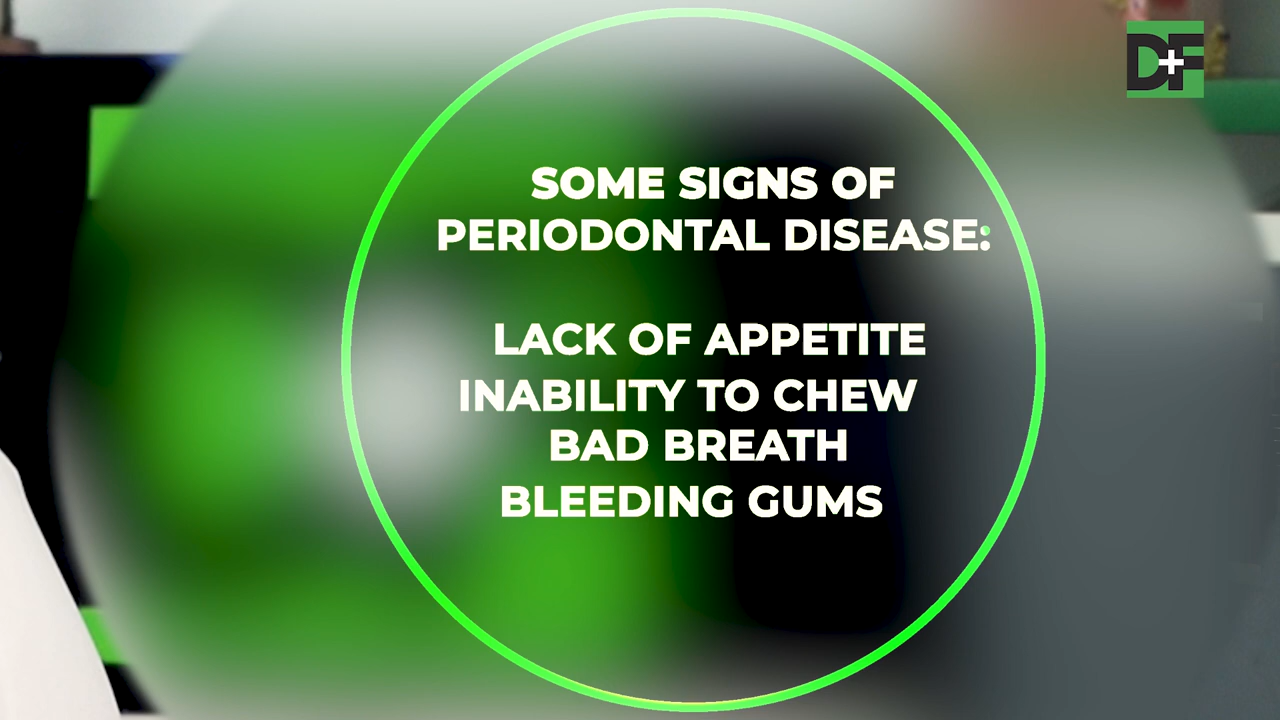 D+F
SOME SIGNS OF
PERIODONTAL DISEASE:
LACK OF APPETITE
INABILITY TO CHEW
BAD BREATH
BLEEDING GUMS